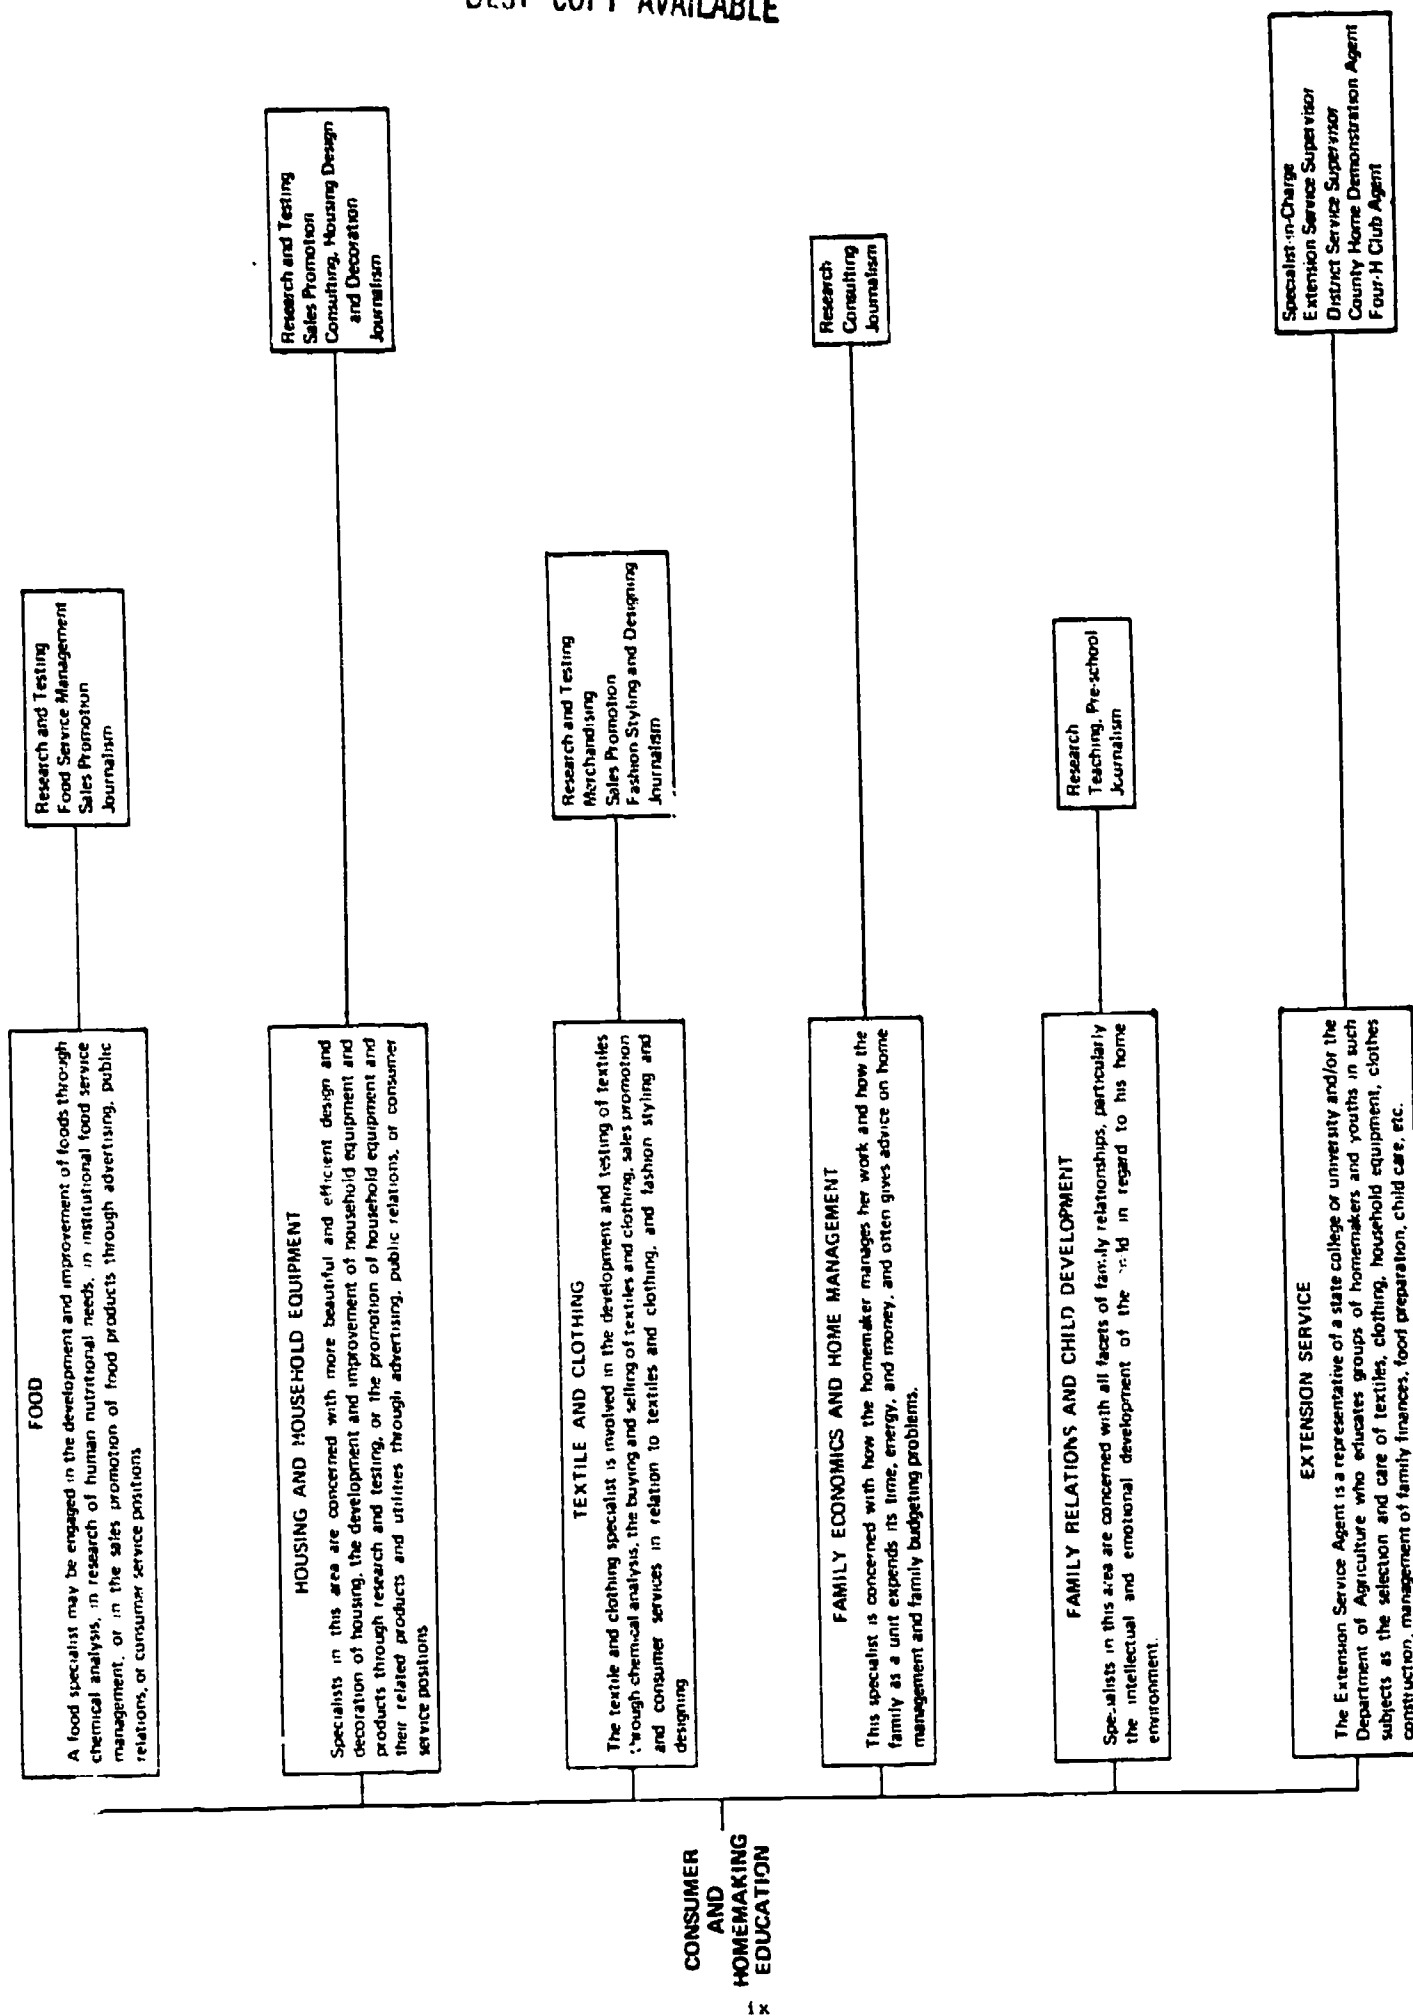 BEST COPY AVAILABLE
CONSUMER
AND
HOMEMAKING
EDUCATION
FOOD
A food specialist may be engaged in the development and improvement of foods through
chemical analysis, in research of human nutritional needs, in institutional food service
management, or in the sales promotion of food products through advertising, public
relations, or consumer service positions
Research and Testing
Food Service Management
Sales Promotion
Journalism
HOUSING AND HOUSEHOLD EQUIPMENT
Specialists in this area are concerned with more beautiful and efficient design and
decoration of housing, the development and improvement of household equipment and
products through research and testing, or the promotion of household equipment and
their related products and utilities through advertising, public relations, or consumer
service positions
Research and Testing
Sales Promotion
Consulting, Housing Design
and Decoration
Journalism
TEXTILE AND CLOTHING
The textile and clothing specialist is involved in the development and testing of textiles
through chemical analysis, the buying and selling of textiles and clothing, sales promotion
and consumer services in relation to textiles and clothing, and fashion styling and
designing
Research and Testing
Merchandising
Sales Promotion
Fashion Styling and Designing
Journalism
FAMILY ECONOMICS AND HOME MANAGEMENT
This specialist is concerned with how the homemaker manages her work and how the
family as a unit expends its time, energy, and money, and often gives advice on home
management and family budgeting problems.
Research
Consulting
Journalism
FAMILY RELATIONS AND CHILD DEVELOPMENT
Specialists in this area are concerned with all facets of family relationships, particularly
the intellectual and emotional development of the child in regard to his home
environment.
Research
Teaching, Pre-school
Journalism
EXTENSION SERVICE
The Extension Service Agent is a representative of a state college or university and/or the
Department of Agriculture who educates groups of homemakers and youths in such
subjects as the selection and care of textiles, clothing, household equipment, clothes
construction, management of family finances, food preparation, child care, etc.
Specialist-in-Charge
Extension Service Supervisor
District Service Supervisor
County Home Demonstration Agent
Four-H Club Agent
ix